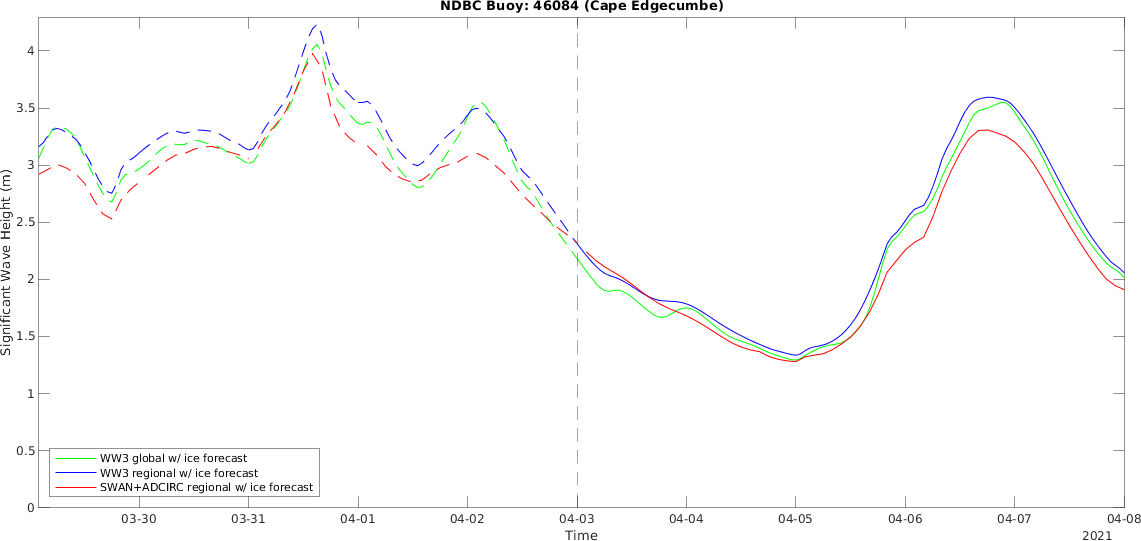 NDBC Buoy: 46084 (Cape Edgecumbe)
Significant Wave Height (m)
4
3.5
3
2.5
2
1.5
1
0.5
0
WW3 global w/ ice forecast
WW3 regional w/ ice forecast
SWAN+ADCIRC regional w/ ice forecast
03-30 03-31 04-01 04-02 04-03 04-04 04-05 04-06 04-07 04-08
Time
2021